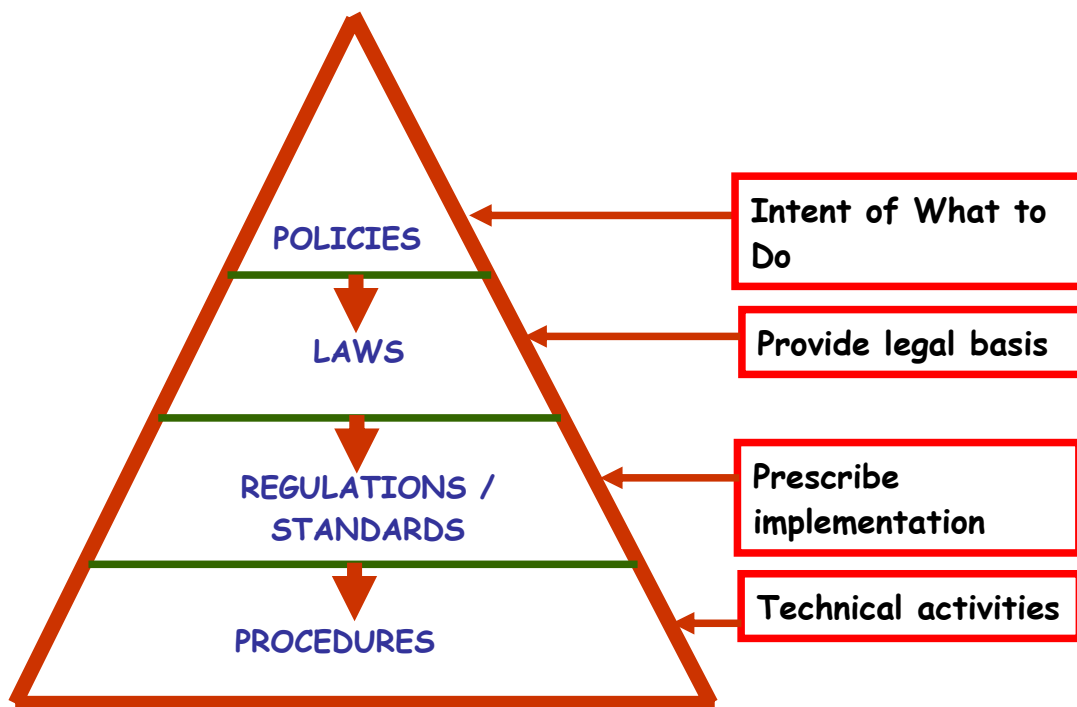 POLICIES
Intent of What to
Do
LAWS
Provide legal basis
REGULATIONS /
STANDARDS
Prescribe
implementation
PROCEDURES
Technical activities